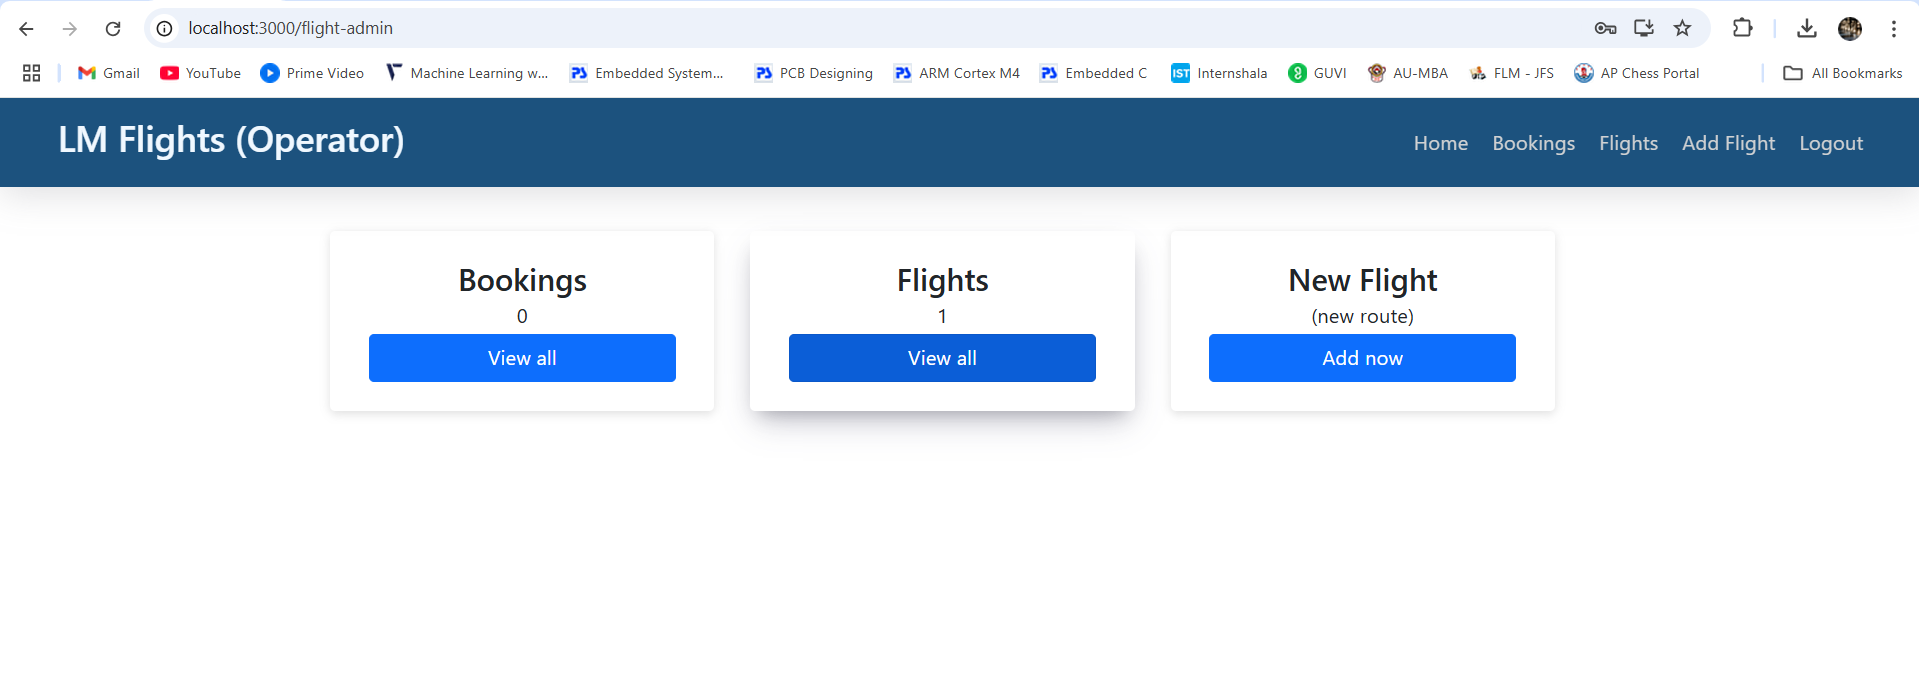 localhost:3000/flight-admin
Gmail YouTube Prime Video Machine Learning w... Embedded System... PCB Designing ARM Cortex M4 Embedded C IST Internshala GUVI AU-MBA FLM - JFS AP Chess Portal All Bookmarks
LM Flights (Operator) Home Bookings Flights Add Flight Logout
Bookings
0
View all
Flights
1
View all
New Flight
(new route)
Add now